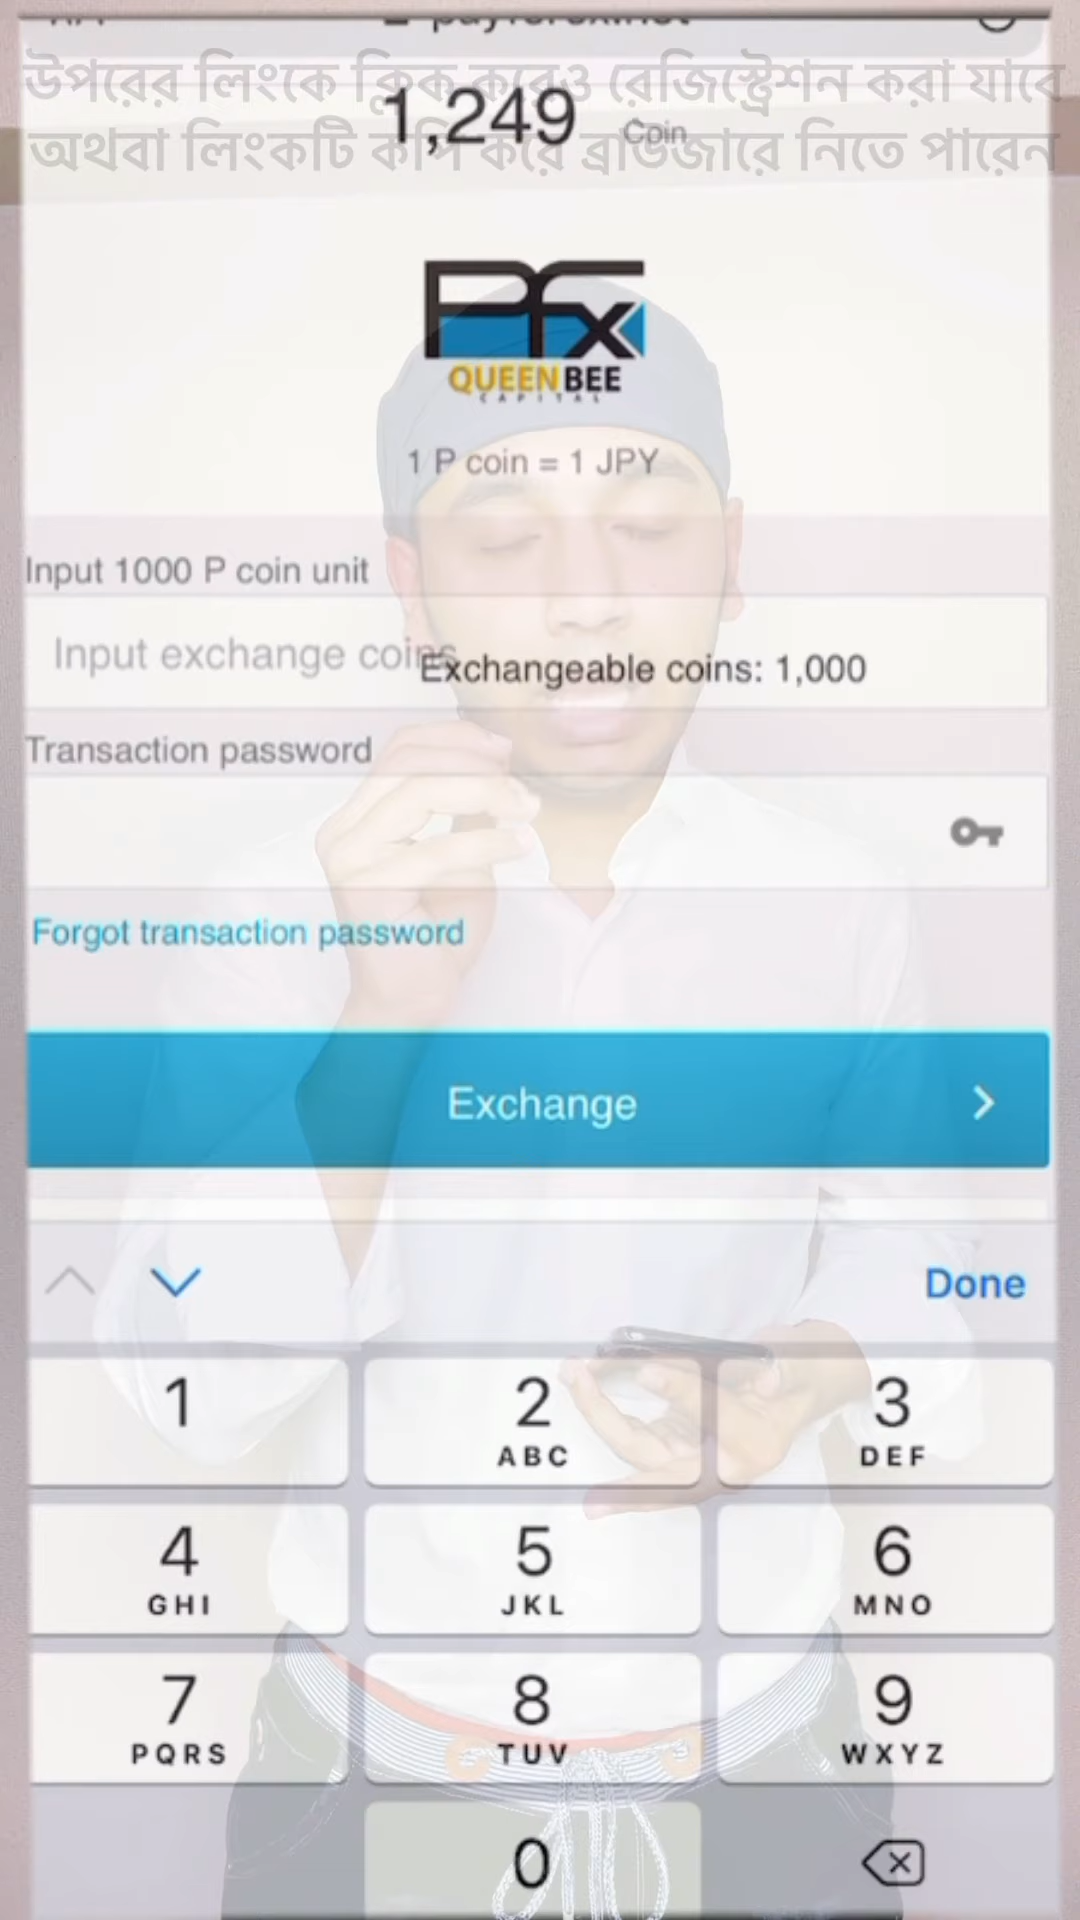 উপরের লিংকে ক্লিক করেও রেজিস্ট্রেশন করা যাবে
1,249 Coin
অথবা লিংকটি কপি করে ব্রাউজারে নিতে পারেন
Pfx
QUEEN BEE
CAPITAL
1 P coin = 1 JPY
Input 1000 P coin unit
Input exchange coins
Exchangeable coins: 1,000
Transaction password
Forgot transaction password
Exchange
Done
1 2 3
ABC DEF
4 5 6
GHI JKL MNO
7 8 9
PQRS TUV WXYZ
0